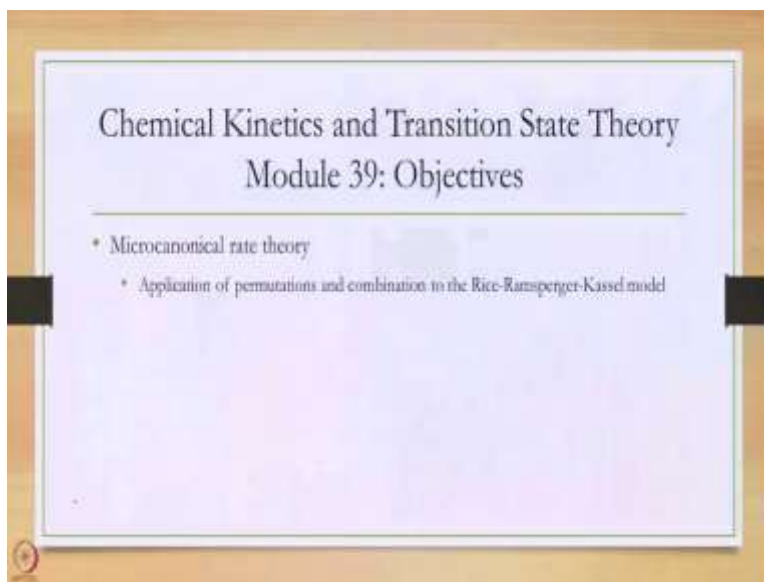 Chemical Kinetics and Transition State Theory
Module 39: Objectives
• Microcanonical rate theory
• Application of permutations and combination to the Rice-Ramsperger-Kassel model